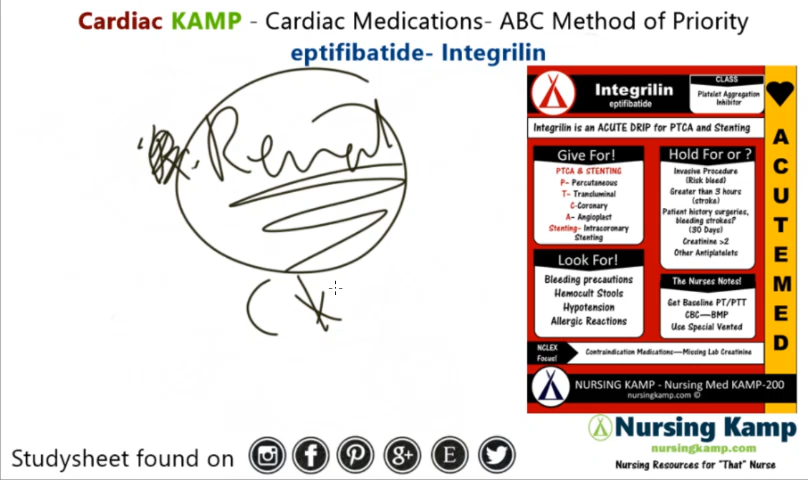 Cardiac KAMP - Cardiac Medications- ABC Method of Priority
eptifibatide- Integrilin
Renal
Integrilin
eptifibatide
CLASS
Platelet Aggregation
Inhibitor
Integrilin is an ACUTE DRIP for PTCA and Stenting
Give For!
PTCA & STENTING
P- Percutaneous
T- Transluminal
C-Coronary
A- Angioplast
Stenting- Intracoronary
Stenting
Hold For or ?
Invasive Procedure
(Risk bleed)
Greater than 3 hours
(stroke)
Patient history surgeries,
bleeding strokes?
(30 Days)
Creatinine >2
Other Antiplatelets
Look For!
Bleeding precautions
Hemocult Stools
Hypotension
Allergic Reactions
The Nurses Notes!
Get Baseline PT/PTT
CBC—BMP
Use Special Vented
NCLEX
Focus!
Contraindication Medications—Missing Lab Creatinine
NURSING KAMP - Nursing Med KAMP-200
nursingkamp.com ©
ACUTE MED
Nursing Kamp
nursingkamp.com
Nursing Resources for "That" Nurse
Studysheet found on